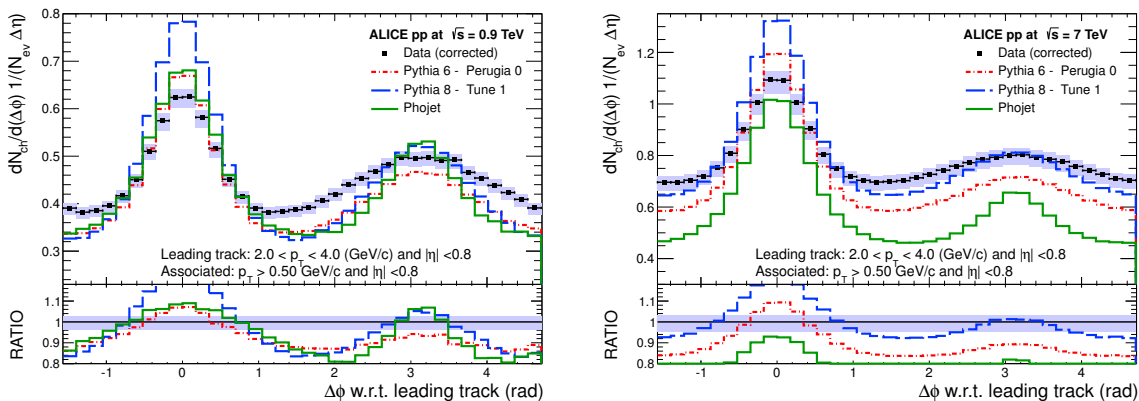 dN_ch/d(Δϕ) 1/(N_ev Δη)
ALICE pp at √s = 0.9 TeV
Data (corrected)
Pythia 6 - Perugia 0
Pythia 8 - Tune 1
Phojet
0.8
0.7
0.6
0.5
0.4
0.3
Leading track: 2.0 < p_T < 4.0 (GeV/c) and |η| <0.8
Associated: p_T > 0.50 GeV/c and |η| <0.8
RATIO
1.1
1
0.9
0.8
-1 0 1 2 3 4
Δϕ w.r.t. leading track (rad)
dN_ch/d(Δϕ) 1/(N_ev Δη)
ALICE pp at √s = 7 TeV
Data (corrected)
Pythia 6 - Perugia 0
Pythia 8 - Tune 1
Phojet
1.2
1
0.8
0.6
0.4
Leading track: 2.0 < p_T < 4.0 (GeV/c) and |η| <0.8
Associated: p_T > 0.50 GeV/c and |η| <0.8
RATIO
1.1
1
0.9
0.8
-1 0 1 2 3 4
Δϕ w.r.t. leading track (rad)